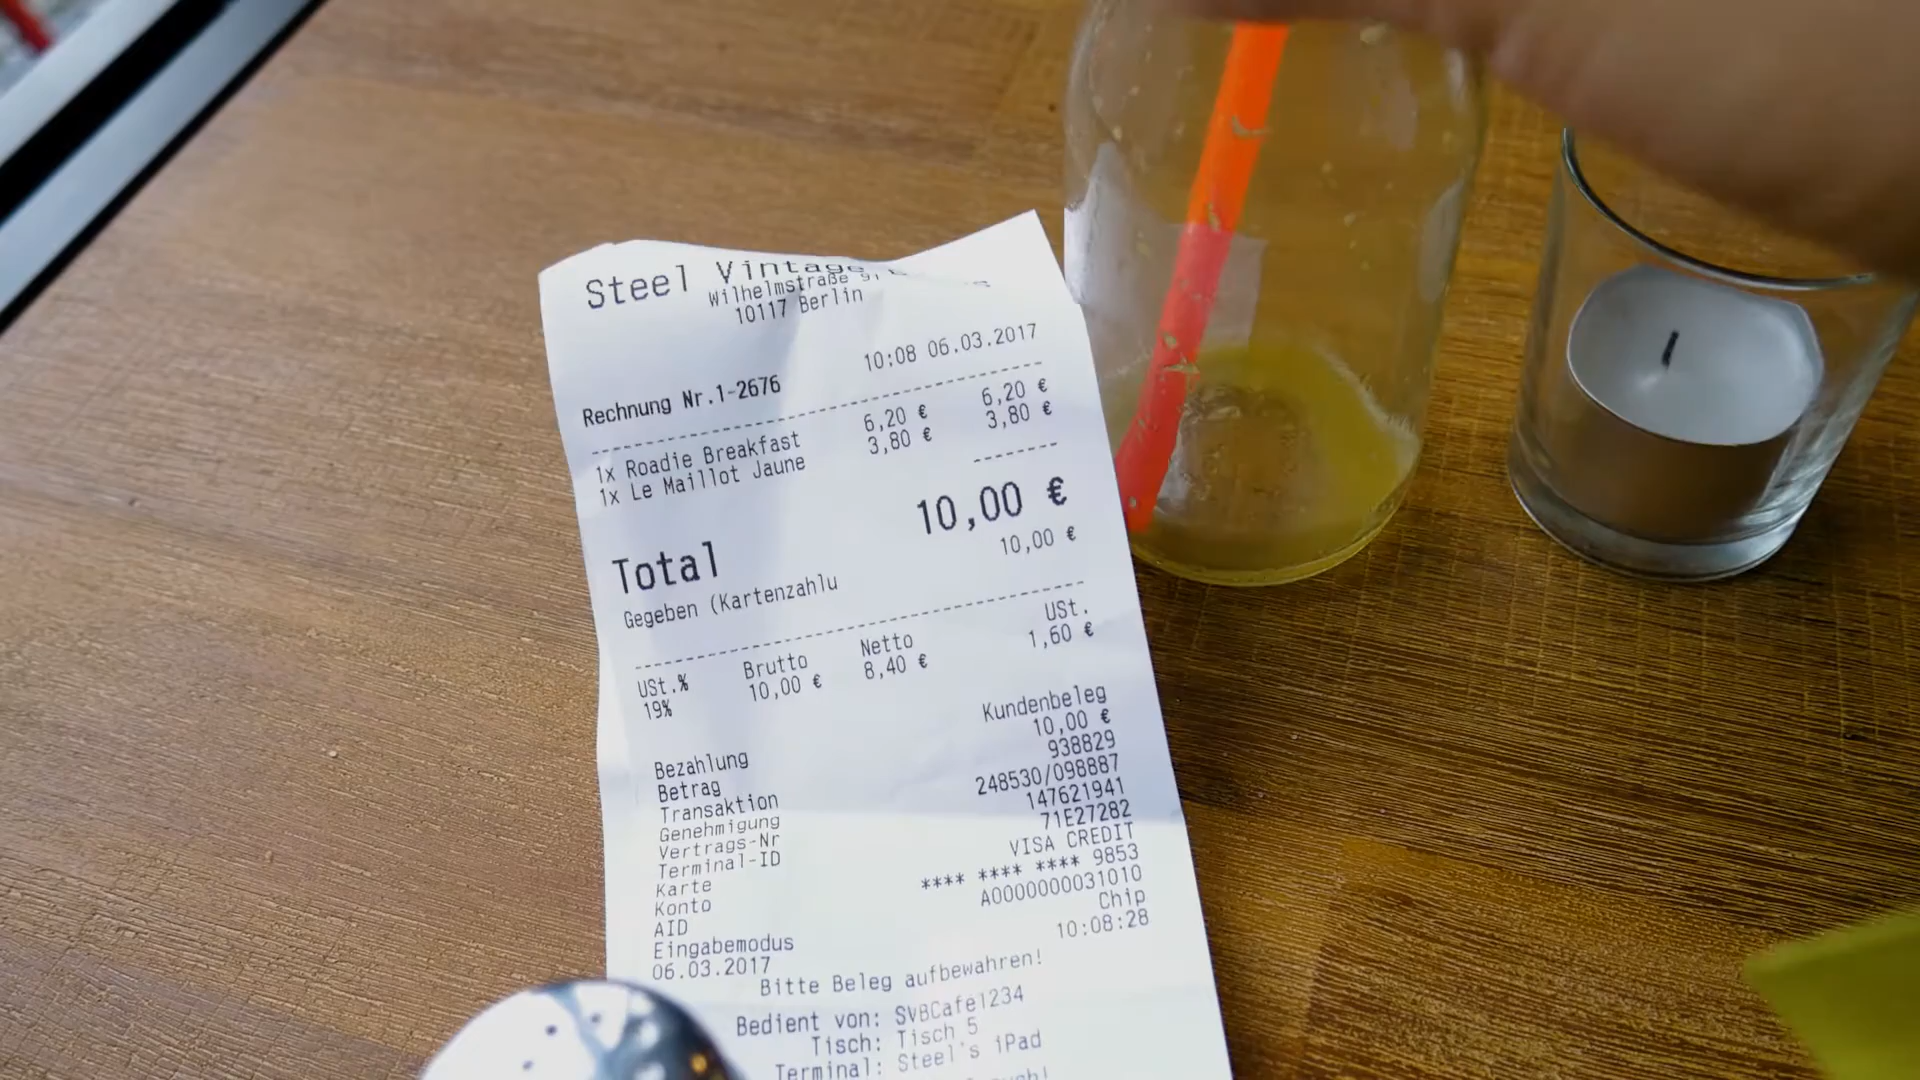 Steel Vintage
Wilhelmstraße 91
10117 Berlin
10:08 06.03.2017
Rechnung Nr.1-2676
1x Roadie Breakfast 6,20 € 6,20 €
1x Le Maillot Jaune 3,80 € 3,80 €
Total 10,00 €
Gegeben (Kartenzahlu 10,00 €
USt.% Brutto Netto USt.
19% 10,00 € 8,40 € 1,60 €
Kundenbeleg
Bezahlung 10,00 €
Betrag 938829
Transaktion 248530/098887
Genehmigung 147621941
Vertrags-Nr 71E27282
Terminal-ID VISA CREDIT
Karte **** **** **** 9853
Konto A0000000031010
AID Chip
Eingabemodus 10:08:28
06.03.2017
Bitte Beleg aufbewahren!
Bedient von: SVBCafe1234
Tisch: Tisch 5
Terminal: Steel's iPad